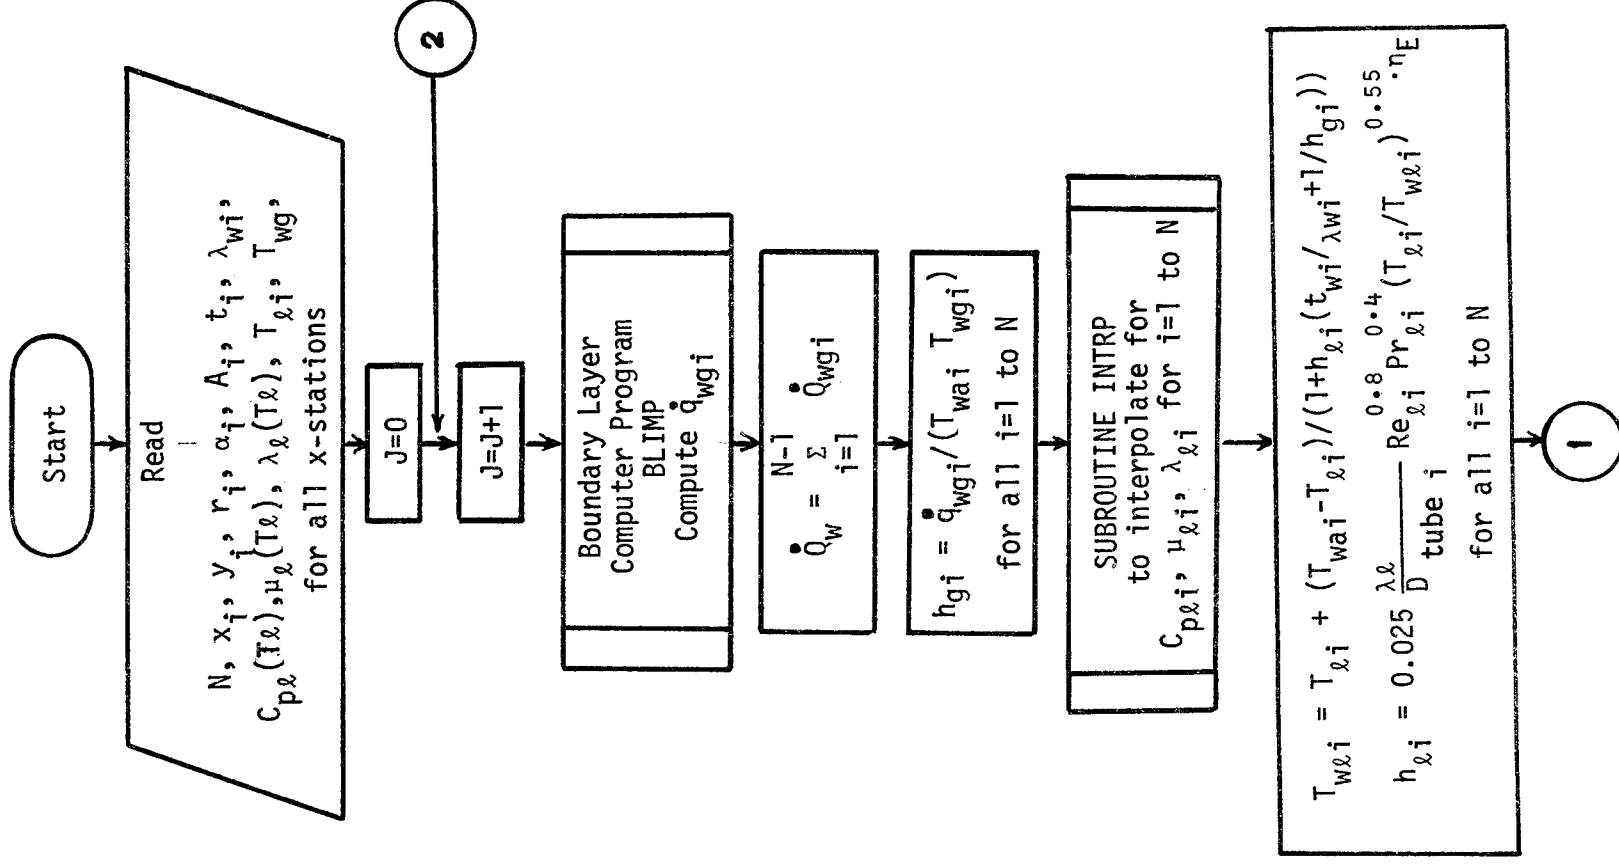 Start
Read
N, x_i, y_i, r_i, α_i, A_i, t_i, λ_wi,
C_pℓ(Tℓ), μ_ℓ(Tℓ), λ_ℓ(Tℓ), T_ℓi, T_wg,
for all x-stations
J=0
2
J=J+1
Boundary Layer
Computer Program
BLIMP
Compute q̇_wgi
Q̇_w = Σ_{i=1}^{N-1} Q̇_wgi
h_gi = q̇_wgi/(T_wai T_wgi)
for all i=1 to N
SUBROUTINE INTRP
to interpolate for
C_pℓi, μ_ℓi, λ_ℓi for i=1 to N
T_wℓi = T_ℓi + (T_wai-T_ℓi)/(1+h_ℓi(t_wi/λ_wi+1/h_gi))
h_ℓi = 0.025 λℓ/D_tube i Re_ℓi^0.8 Pr_ℓi^0.4 (T_ℓi/T_wℓi)^0.55 · η_E
for all i=1 to N
1